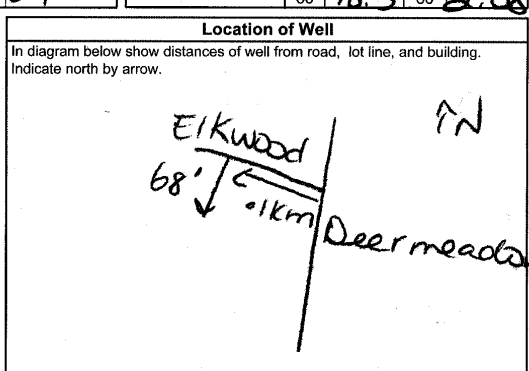 Location of Well
In diagram below show distances of well from road, lot line, and building.
Indicate north by arrow.
N
Elkwood
68'
.1km
Deermeado